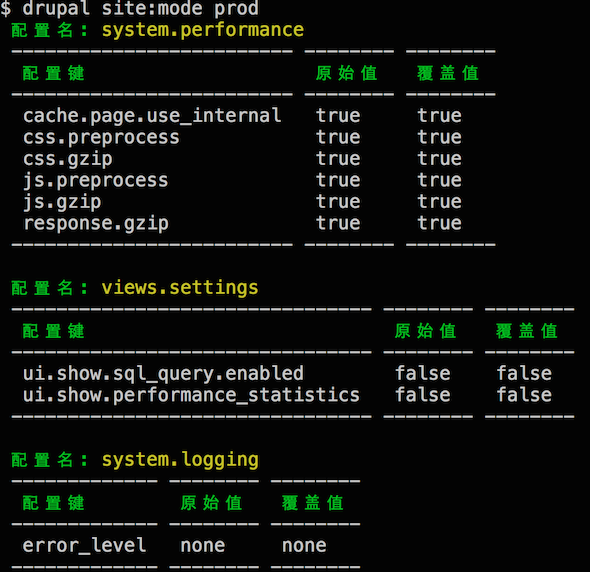 $ drupal site:mode prod
配置名: system.performance
------------------------- -------- --------
配置键 原始值 覆盖值
------------------------- -------- --------
cache.page.use_internal true true
css.preprocess true true
css.gzip true true
js.preprocess true true
js.gzip true true
response.gzip true true
------------------------- -------- --------
配置名: views.settings
-------------------------------- -------- --------
配置键 原始值 覆盖值
-------------------------------- -------- --------
ui.show.sql_query.enabled false false
ui.show.performance_statistics false false
-------------------------------- -------- --------
配置名: system.logging
------------- -------- --------
配置键 原始值 覆盖值
------------- -------- --------
error_level none none
------------- -------- --------